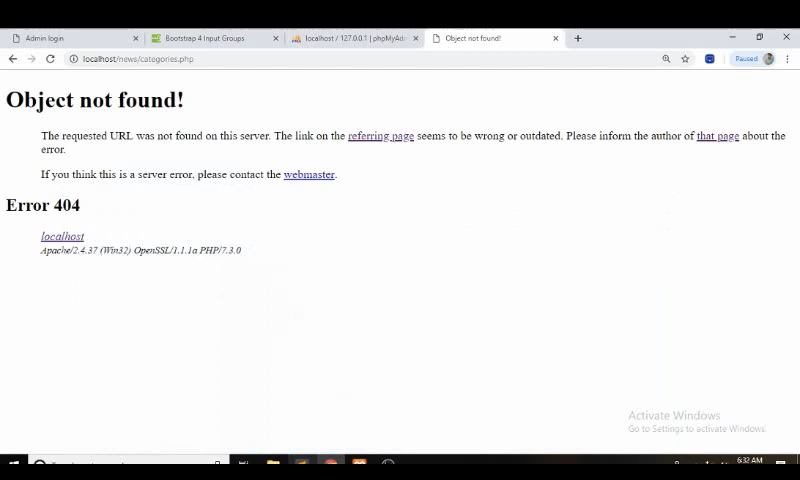 Admin login
Bootstrap 4 Input Groups
localhost / 127.0.0.1 | phpMyAd
Object not found!
localhost/news/categories.php
Paused
Object not found!
The requested URL was not found on this server. The link on the referring page seems to be wrong or outdated. Please inform the author of that page about the
error.
If you think this is a server error, please contact the webmaster.
Error 404
localhost
Apache/2.4.37 (Win32) OpenSSL/1.1.1a PHP/7.3.0
Activate Windows
Go to Settings to activate Windows.
6:32 AM